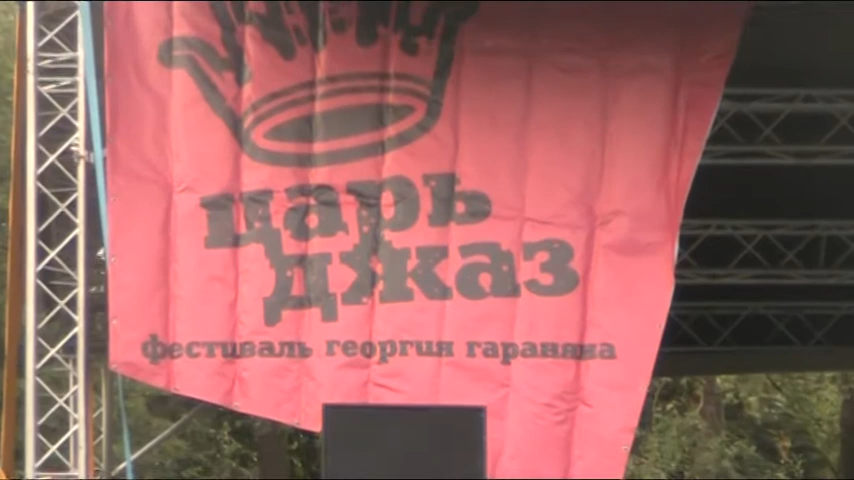 царь
джаз
фестиваль георгия гараняна